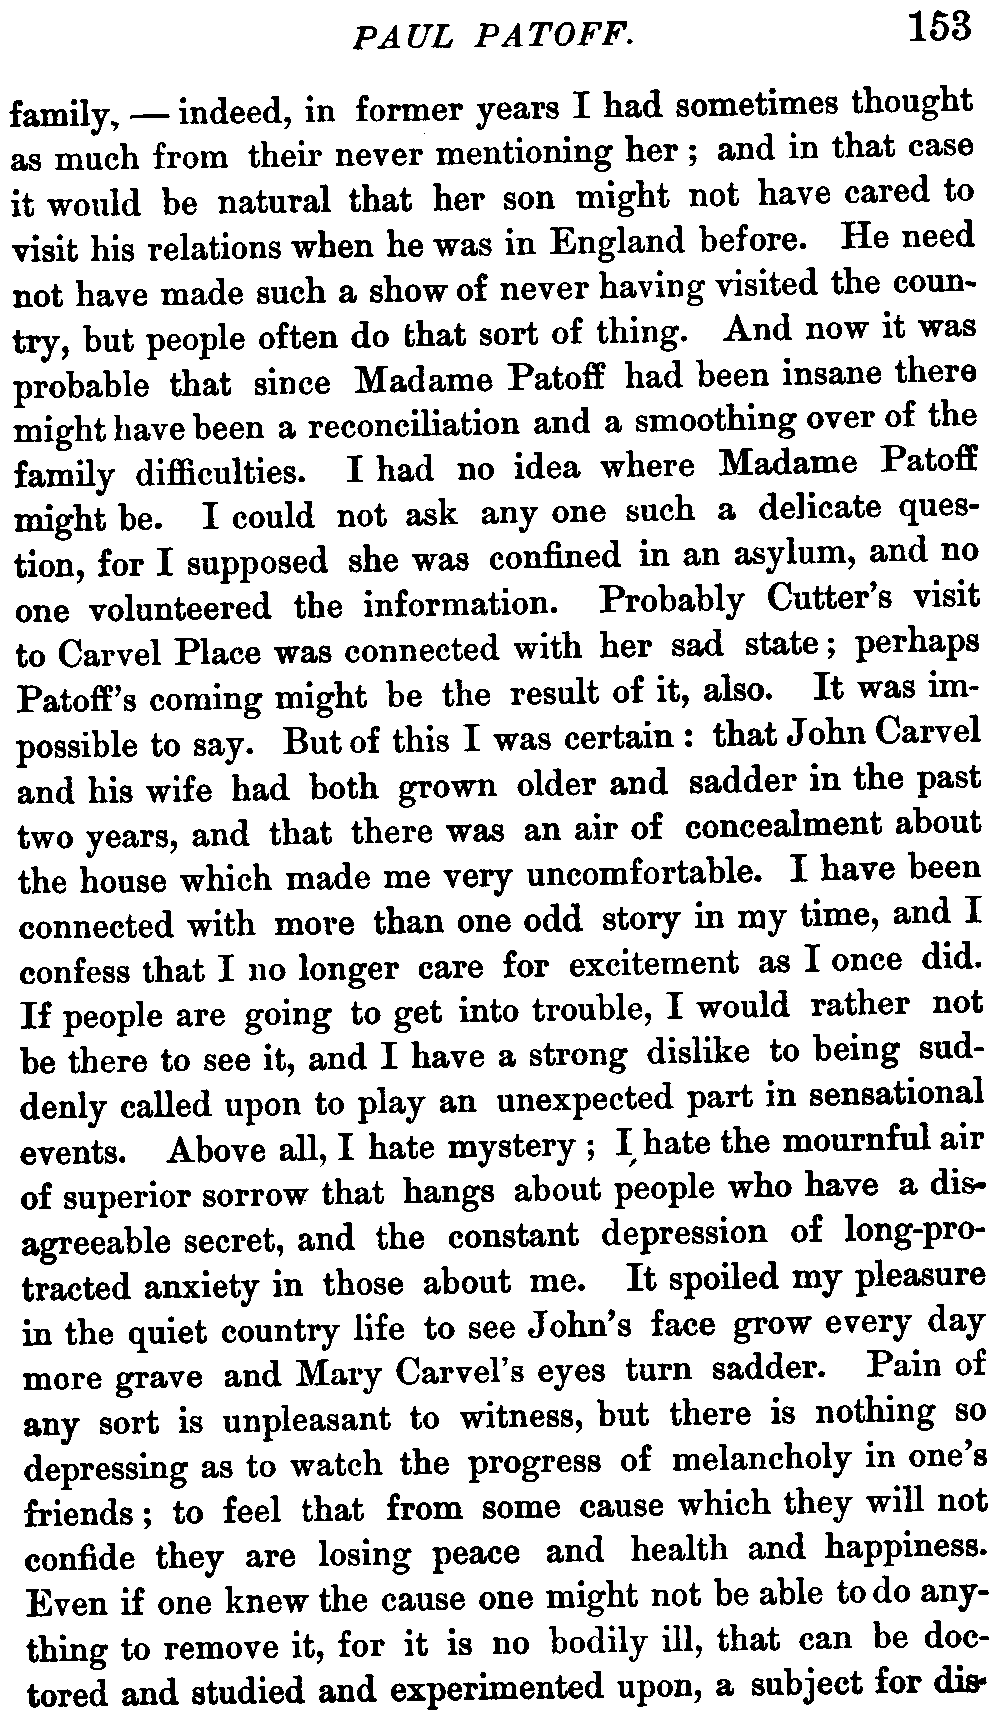 PAUL PATOFF. 153
family, — indeed, in former years I had sometimes thought
as much from their never mentioning her ; and in that case
it would be natural that her son might not have cared to
visit his relations when he was in England before. He need
not have made such a show of never having visited the coun-
try, but people often do that sort of thing. And now it was
probable that since Madame Patoff had been insane there
might have been a reconciliation and a smoothing over of the
family difficulties. I had no idea where Madame Patoff
might be. I could not ask any one such a delicate ques-
tion, for I supposed she was confined in an asylum, and no
one volunteered the information. Probably Cutter's visit
to Carvel Place was connected with her sad state ; perhaps
Patoff's coming might be the result of it, also. It was im-
possible to say. But of this I was certain : that John Carvel
and his wife had both grown older and sadder in the past
two years, and that there was an air of concealment about
the house which made me very uncomfortable. I have been
connected with more than one odd story in my time, and I
confess that I no longer care for excitement as I once did.
If people are going to get into trouble, I would rather not
be there to see it, and I have a strong dislike to being sud-
denly called upon to play an unexpected part in sensational
events. Above all, I hate mystery ; I hate the mournful air
of superior sorrow that hangs about people who have a dis-
agreeable secret, and the constant depression of long-pro-
tracted anxiety in those about me. It spoiled my pleasure
in the quiet country life to see John's face grow every day
more grave and Mary Carvel's eyes turn sadder. Pain of
any sort is unpleasant to witness, but there is nothing so
depressing as to watch the progress of melancholy in one's
friends ; to feel that from some cause which they will not
confide they are losing peace and health and happiness.
Even if one knew the cause one might not be able to do any-
thing to remove it, for it is no bodily ill, that can be doc-
tored and studied and experimented upon, a subject for dis-